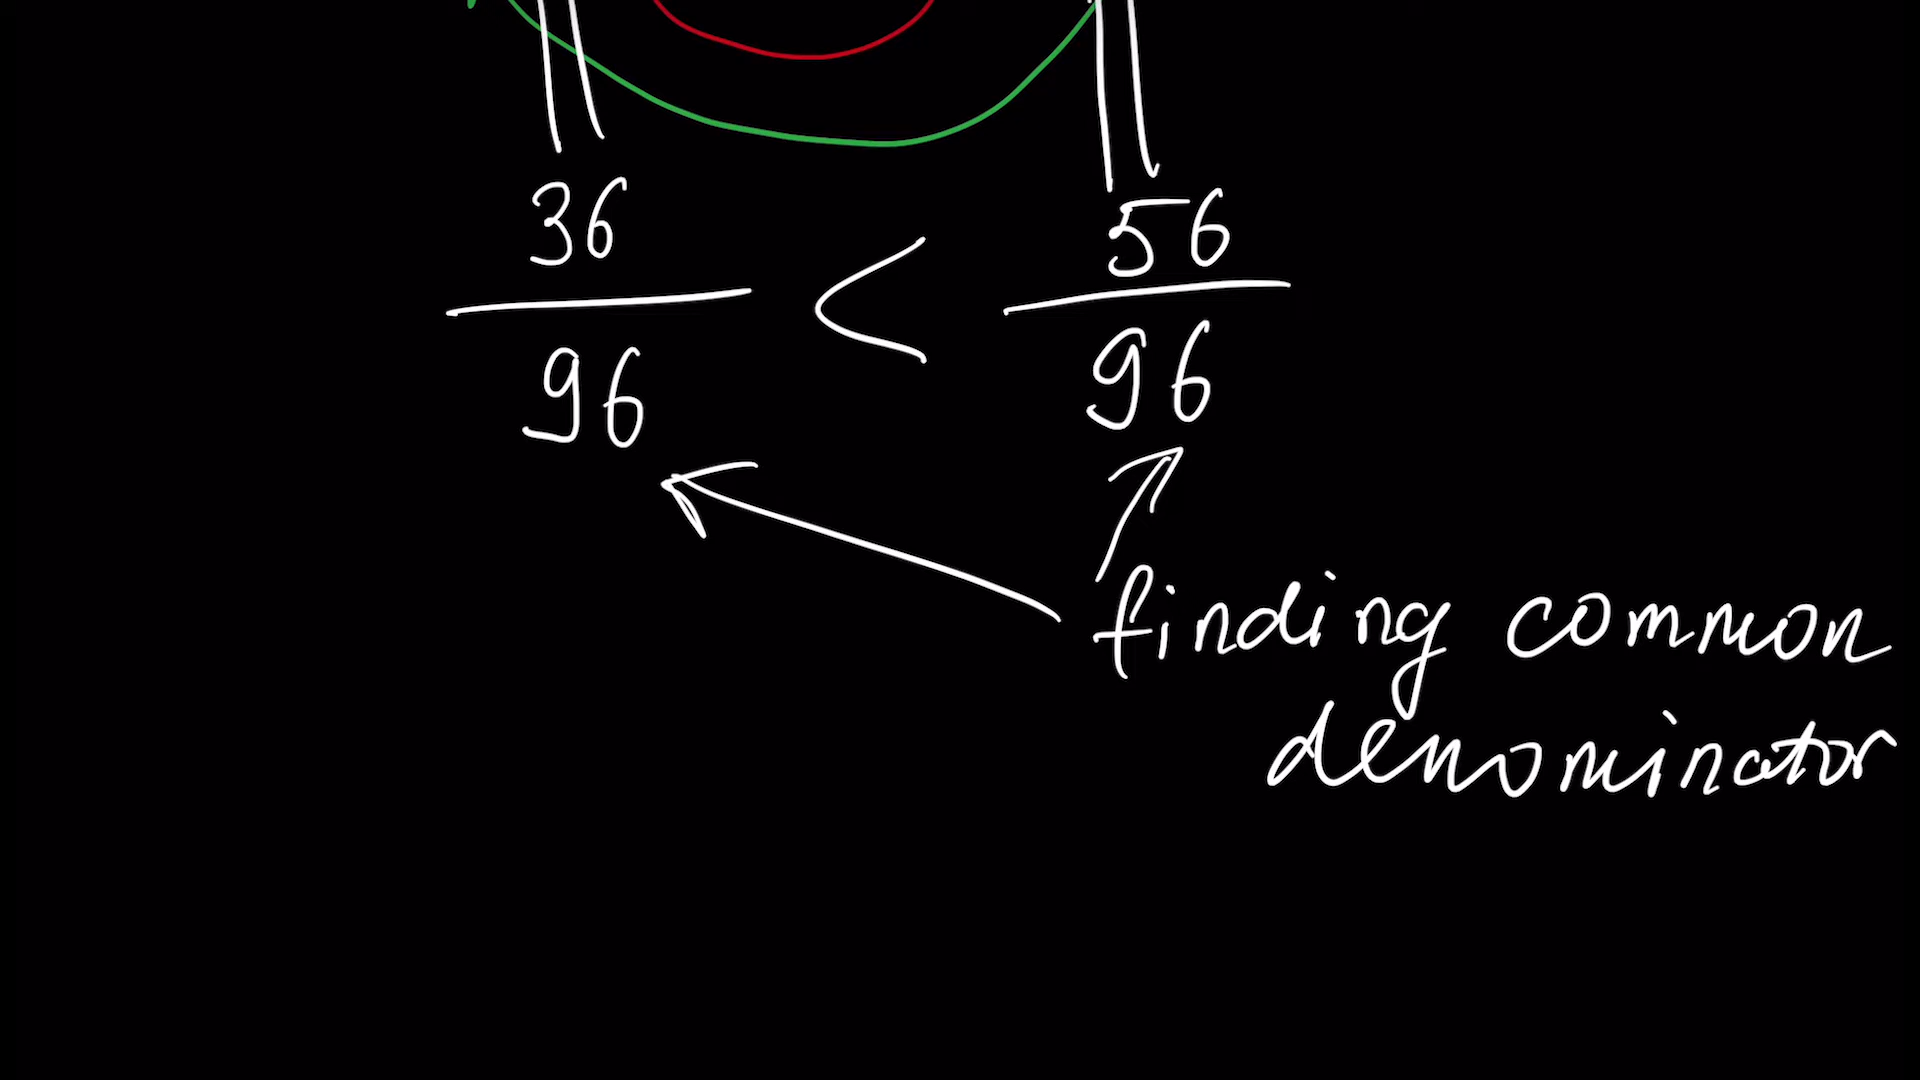 36 < 56
96 96
finding common
denominator